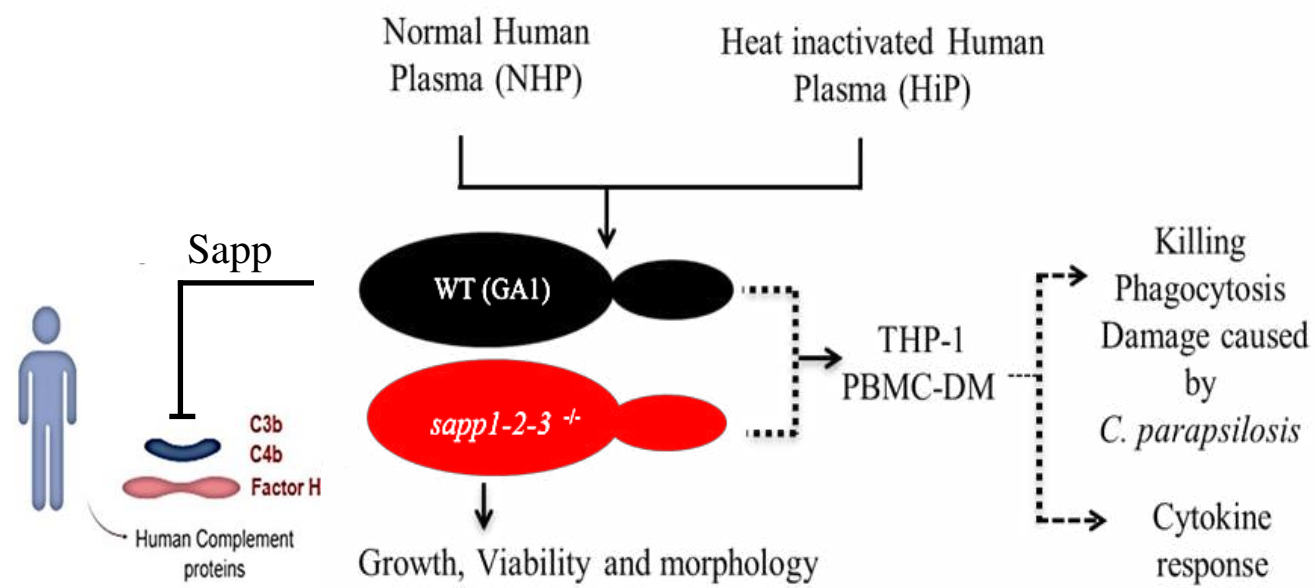 Normal Human
Plasma (NHP)
Heat inactivated Human
Plasma (HiP)
Sapp
C3b
C4b
Factor H
Human Complement
proteins
WT (GA1)
sapp1-2-3 -/-
Growth, Viability and morphology
THP-1
PBMC-DM
Killing
Phagocytosis
Damage caused
by
C. parapsilosis
Cytokine
response